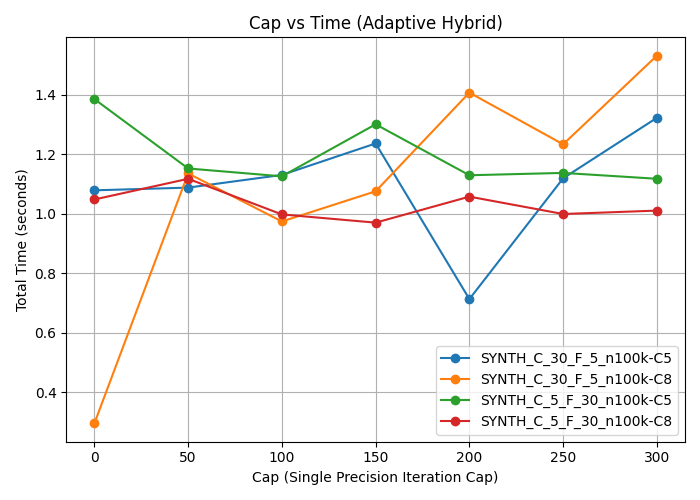 Cap vs Time (Adaptive Hybrid)
Total Time (seconds)
1.4
1.2
1.0
0.8
0.6
0.4
0
50
100
150
200
250
300
Cap (Single Precision Iteration Cap)
SYNTH_C_30_F_5_n100k-C5
SYNTH_C_30_F_5_n100k-C8
SYNTH_C_5_F_30_n100k-C5
SYNTH_C_5_F_30_n100k-C8